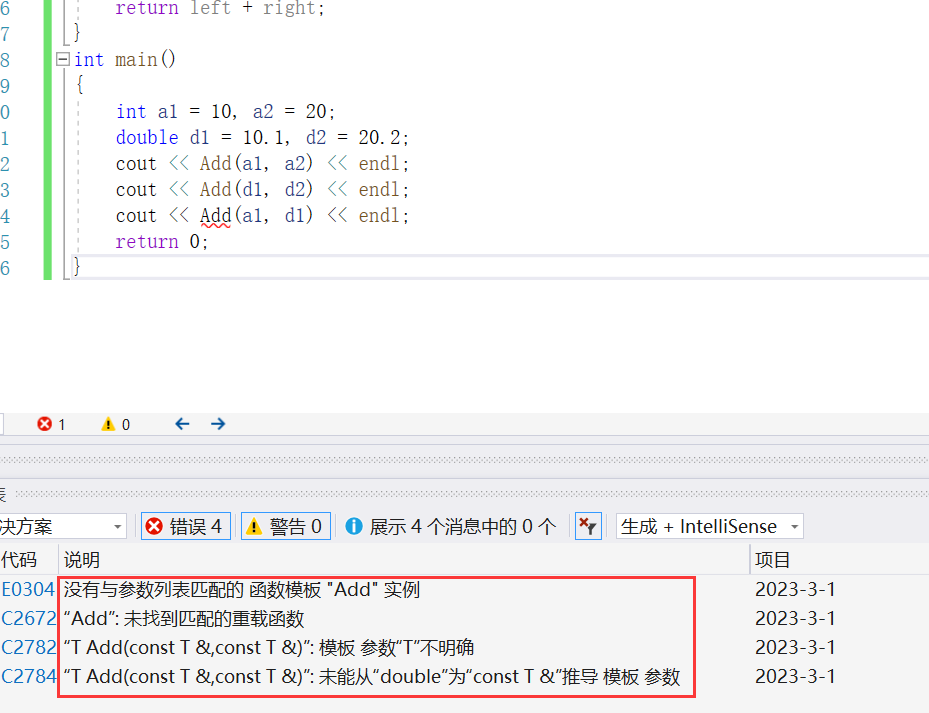 6 return left + right;
7 }
8 int main()
9 {
0 int a1 = 10, a2 = 20;
1 double d1 = 10.1, d2 = 20.2;
2 cout << Add(a1, a2) << endl;
3 cout << Add(d1, d2) << endl;
4 cout << Add(a1, d1) << endl;
5 return 0;
6 }
1 0
表
决方案 错误 4 警告 0 展示 4 个消息中的 0 个 生成 + IntelliSense
代码 说明 项目
E0304 没有与参数列表匹配的 函数模板 "Add" 实例 2023-3-1
C2672 “Add”: 未找到匹配的重载函数 2023-3-1
C2782 “T Add(const T &,const T &)”: 模板 参数“T”不明确 2023-3-1
C2784 “T Add(const T &,const T &)”: 未能从“double”为“const T &”推导 模板 参数 2023-3-1